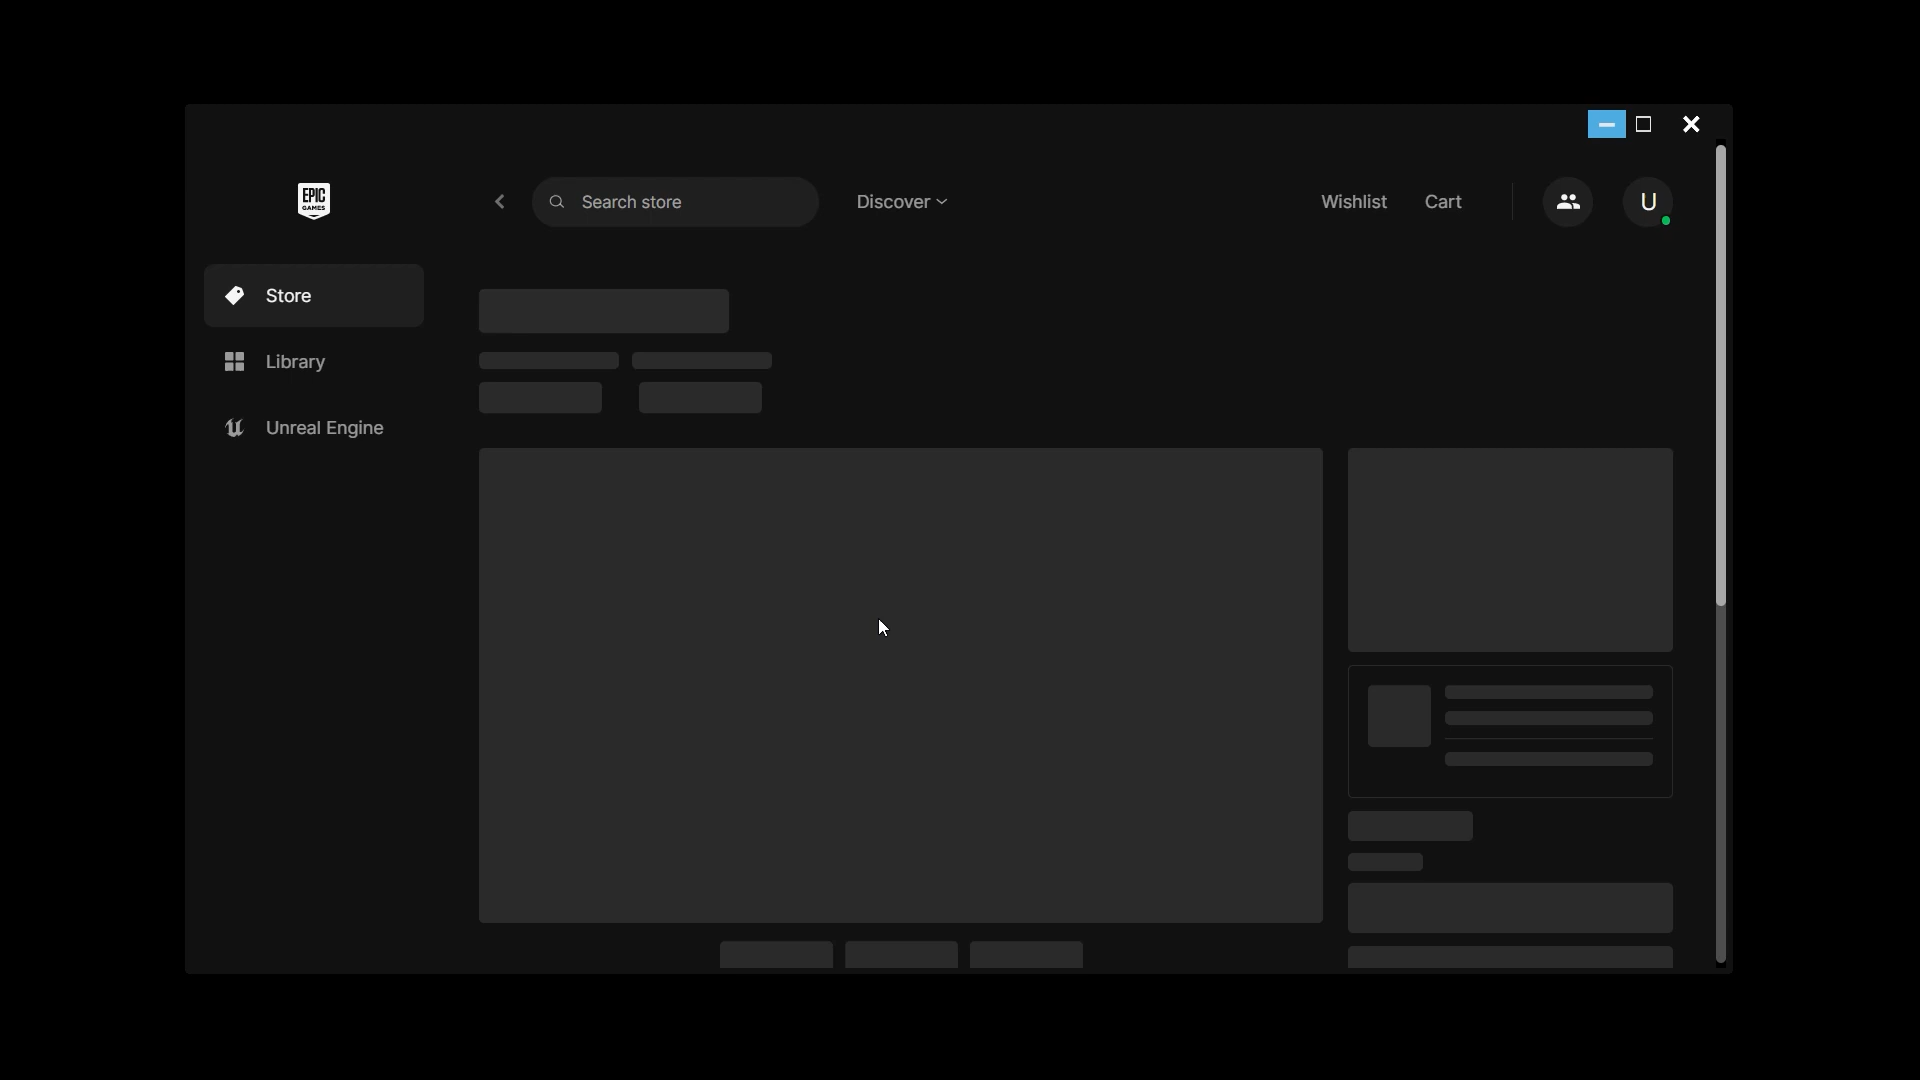 EPIC
GAMES
Search store
Discover
Wishlist
Cart
U
Store
Library
Unreal Engine